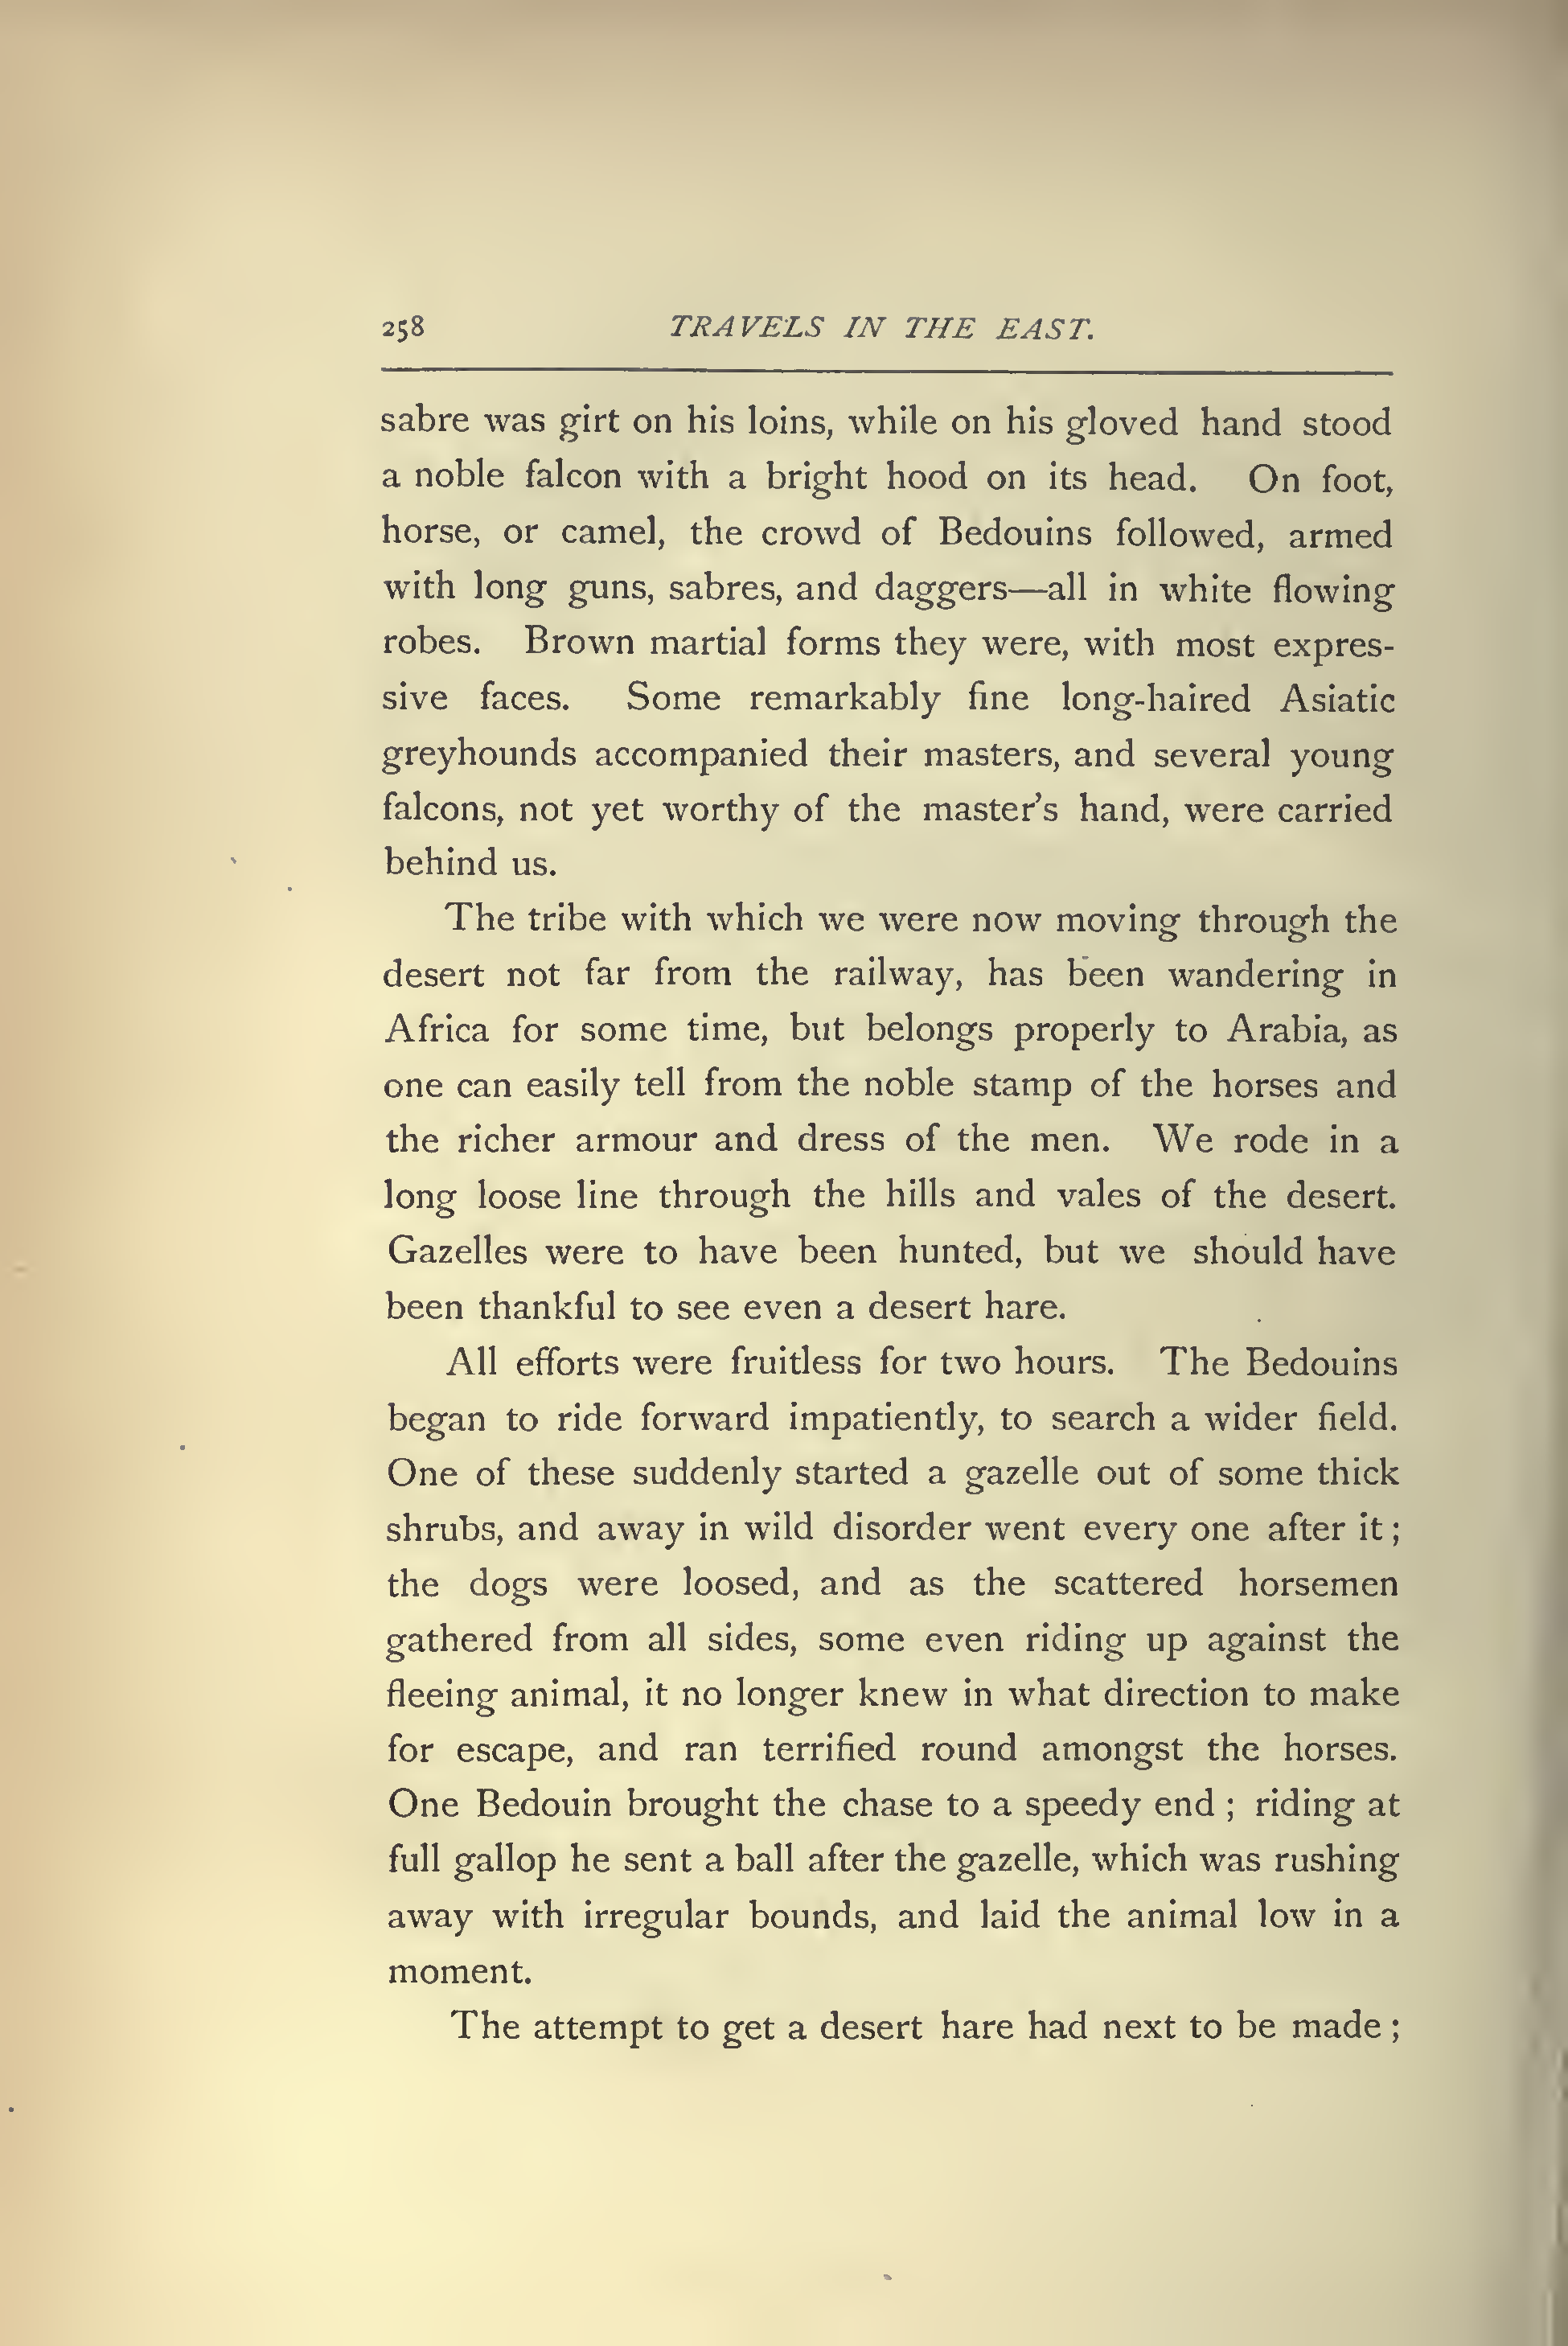 258 TRAVELS IN THE EAST.
sabre was girt on his loins, while on his gloved hand stood
a noble falcon with a bright hood on its head. On foot,
horse, or camel, the crowd of Bedouins followed, armed
with long guns, sabres, and daggers—all in white flowing
robes. Brown martial forms they were, with most expres-
sive faces. Some remarkably fine long-haired Asiatic
greyhounds accompanied their masters, and several young
falcons, not yet worthy of the master's hand, were carried
behind us.
The tribe with which we were now moving through the
desert not far from the railway, has been wandering in
Africa for some time, but belongs properly to Arabia, as
one can easily tell from the noble stamp of the horses and
the richer armour and dress of the men. We rode in a
long loose line through the hills and vales of the desert.
Gazelles were to have been hunted, but we should have
been thankful to see even a desert hare.
All efforts were fruitless for two hours. The Bedouins
began to ride forward impatiently, to search a wider field.
One of these suddenly started a gazelle out of some thick
shrubs, and away in wild disorder went every one after it;
the dogs were loosed, and as the scattered horsemen
gathered from all sides, some even riding up against the
fleeing animal, it no longer knew in what direction to make
for escape, and ran terrified round amongst the horses.
One Bedouin brought the chase to a speedy end; riding at
full gallop he sent a ball after the gazelle, which was rushing
away with irregular bounds, and laid the animal low in a
moment.
The attempt to get a desert hare had next to be made;